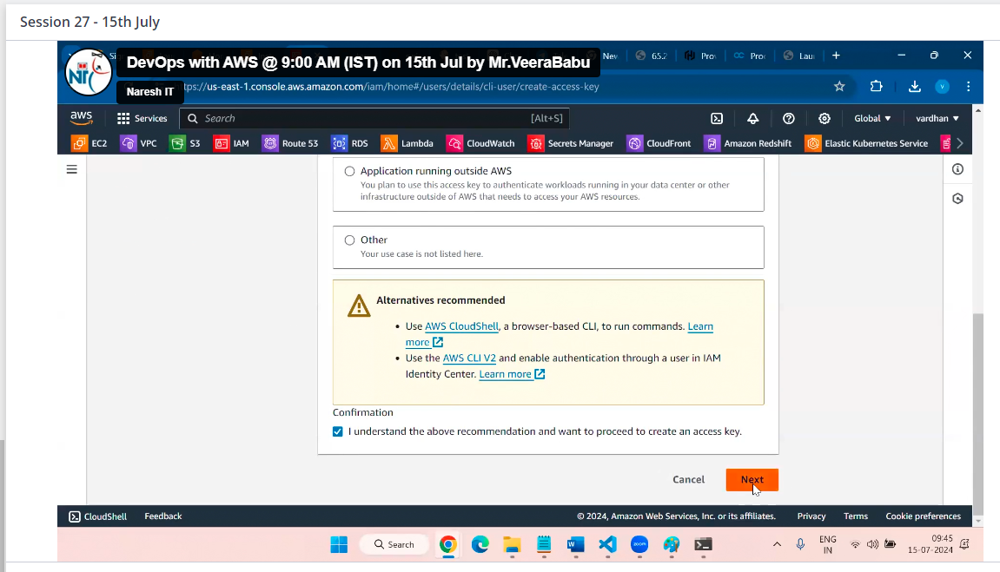 Session 27 - 15th July
DevOps with AWS @ 9:00 AM (IST) on 15th Jul by Mr.VeeraBabu
Nev
65.2
Pro
Pro
Lau
Naresh IT
tps://us-east-1.console.aws.amazon.com/iam/home#/users/details/cli-user/create-access-key
V
aws
Services
Search
[Alt+S]
Global
vardhan
EC2
VPC
S3
IAM
Route 53
RDS
Lambda
CloudWatch
Secrets Manager
CloudFront
Amazon Redshift
Elastic Kubernetes Service
Application running outside AWS
You plan to use this access key to authenticate workloads running in your data center or other
infrastructure outside of AWS that needs to access your AWS resources.
Other
Your use case is not listed here.
Alternatives recommended
• Use AWS CloudShell, a browser-based CLI, to run commands. Learn
more
• Use the AWS CLI V2 and enable authentication through a user in IAM
Identity Center. Learn more
Confirmation
I understand the above recommendation and want to proceed to create an access key.
Cancel
Next
CloudShell
Feedback
© 2024, Amazon Web Services, Inc. or its affiliates.
Privacy
Terms
Cookie preferences
Search
zoom
ENG
IN
09:45
15-07-2024